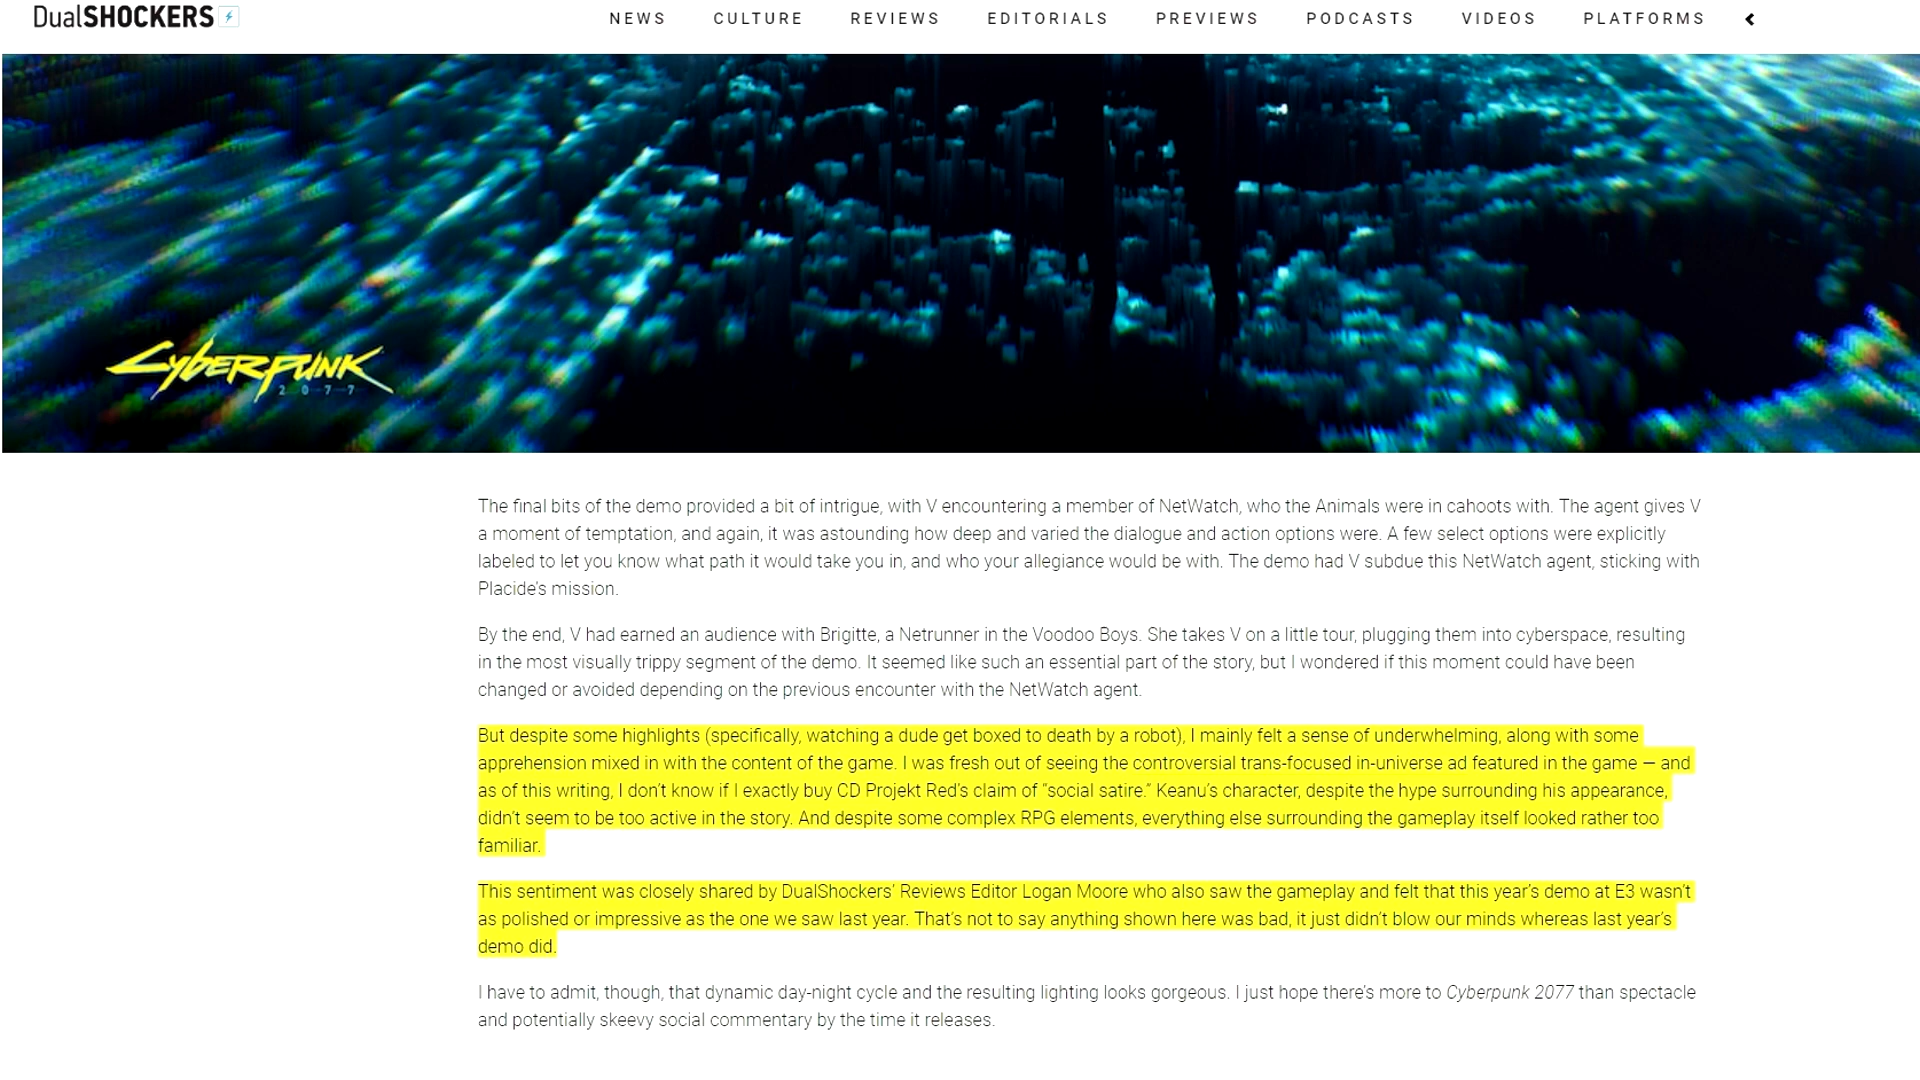 DualSHOCKERS
NEWS CULTURE REVIEWS EDITORIALS PREVIEWS PODCASTS VIDEOS PLATFORMS
CYBERPUNK
2077
The final bits of the demo provided a bit of intrigue, with V encountering a member of NetWatch, who the Animals were in cahoots with. The agent gives V
a moment of temptation, and again, it was astounding how deep and varied the dialogue and action options were. A few select options were explicitly
labeled to let you know what path it would take you in, and who your allegiance would be with. The demo had V subdue this NetWatch agent, sticking with
Placide’s mission.
By the end, V had earned an audience with Brigitte, a Netrunner in the Voodoo Boys. She takes V on a little tour, plugging them into cyberspace, resulting
in the most visually trippy segment of the demo. It seemed like such an essential part of the story, but I wondered if this moment could have been
changed or avoided depending on the previous encounter with the NetWatch agent.
But despite some highlights (specifically, watching a dude get boxed to death by a robot), I mainly felt a sense of underwhelming, along with some
apprehension mixed in with the content of the game. I was fresh out of seeing the controversial trans-focused in-universe ad featured in the game — and
as of this writing, I don’t know if I exactly buy CD Projekt Red’s claim of “social satire.” Keanu’s character, despite the hype surrounding his appearance,
didn’t seem to be too active in the story. And despite some complex RPG elements, everything else surrounding the gameplay itself looked rather too
familiar.
This sentiment was closely shared by DualShockers’ Reviews Editor Logan Moore who also saw the gameplay and felt that this year’s demo at E3 wasn’t
as polished or impressive as the one we saw last year. That’s not to say anything shown here was bad, it just didn’t blow our minds whereas last year’s
demo did.
I have to admit, though, that dynamic day-night cycle and the resulting lighting looks gorgeous. I just hope there’s more to Cyberpunk 2077 than spectacle
and potentially skeevy social commentary by the time it releases.